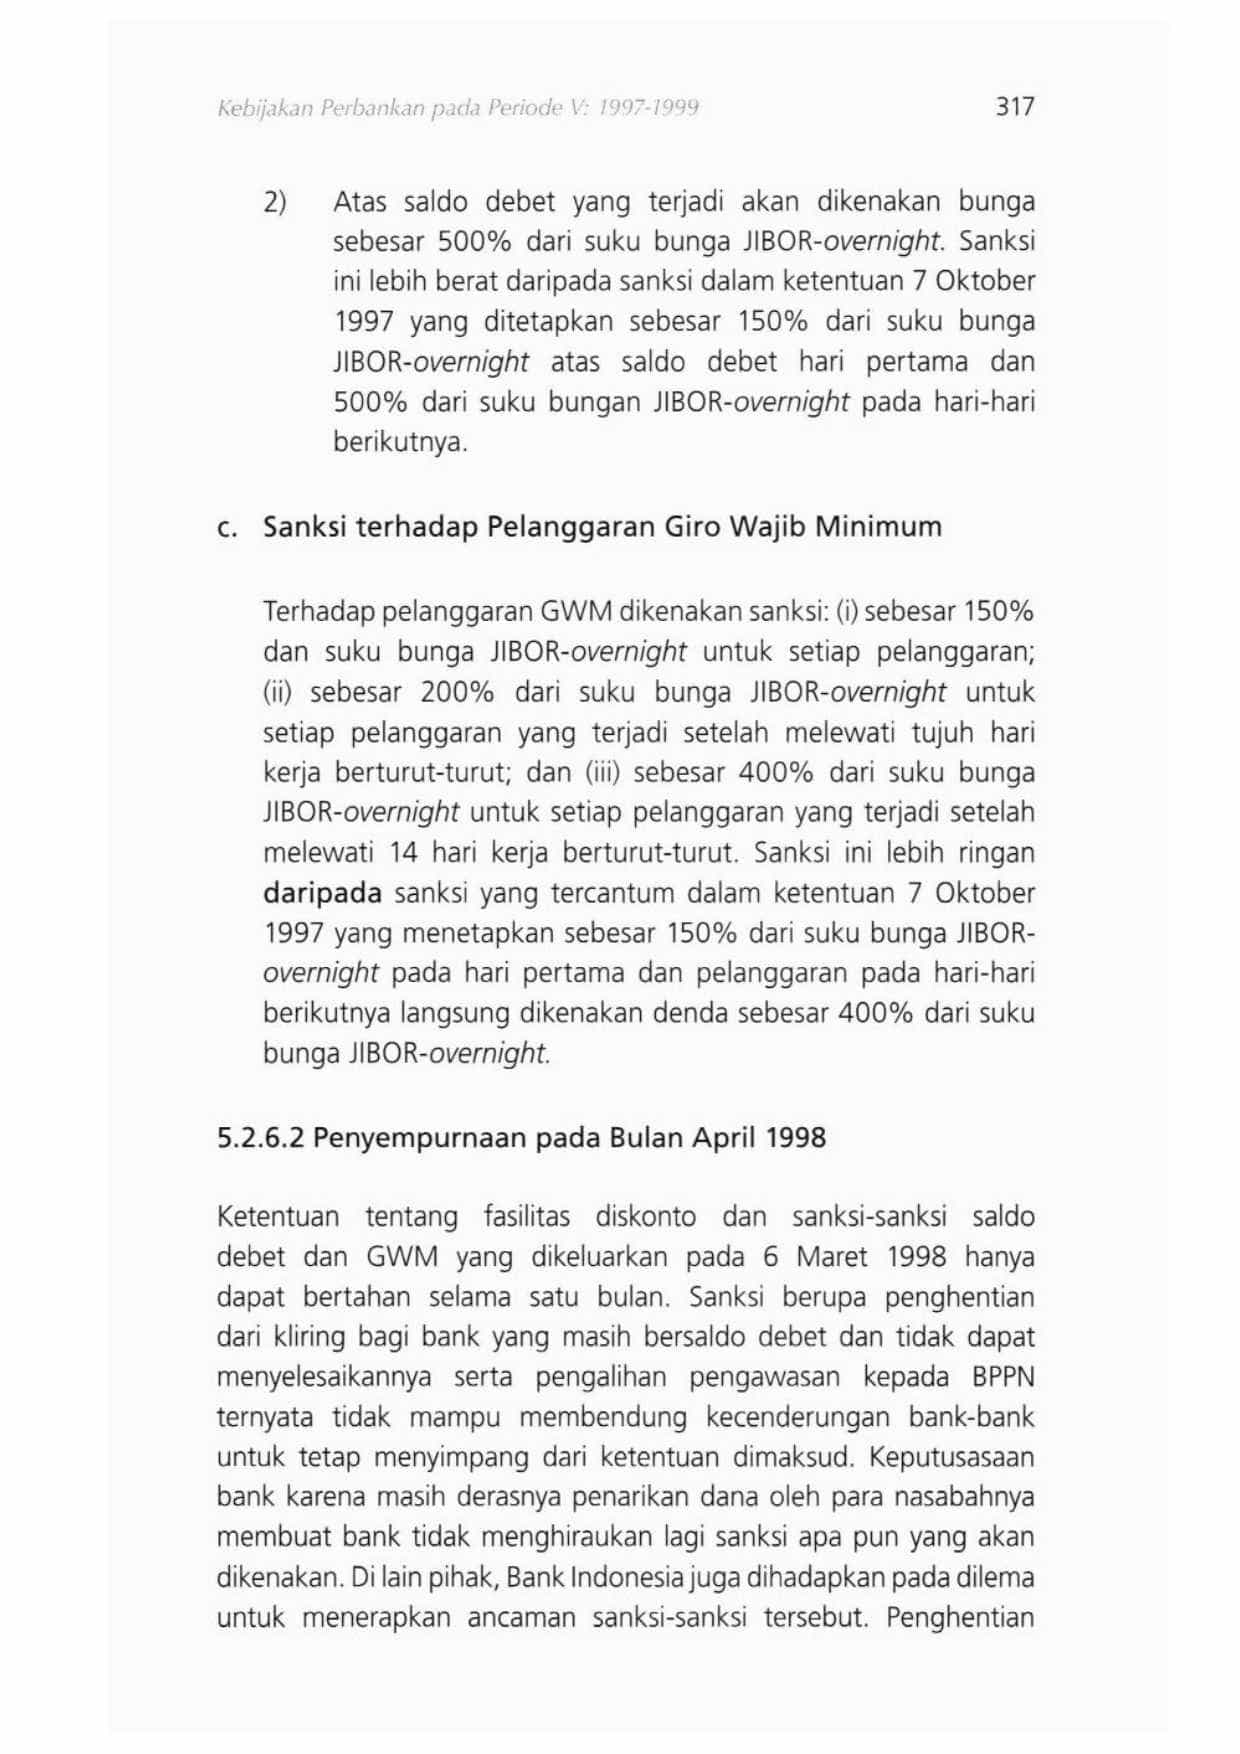 Kebijakan Perbankan pada Periode V: 1997-1999 317
2) Atas saldo debet yang terjadi akan dikenakan bunga
sebesar 500% dari suku bunga JIBOR-overnight. Sanksi
ini lebih berat daripada sanksi dalam ketentuan 7 Oktober
1997 yang ditetapkan sebesar 150% dari suku bunga
JIBOR-overnight atas saldo debet hari pertama dan
500% dari suku bungan JIBOR-overnight pada hari-hari
berikutnya.
c. Sanksi terhadap Pelanggaran Giro Wajib Minimum
Terhadap pelanggaran GWM dikenakan sanksi: (i) sebesar 150%
dan suku bunga JIBOR-overnight untuk setiap pelanggaran;
(ii) sebesar 200% dari suku bunga JIBOR-overnight untuk
setiap pelanggaran yang terjadi setelah melewati tujuh hari
kerja berturut-turut; dan (iii) sebesar 400% dari suku bunga
JIBOR-overnight untuk setiap pelanggaran yang terjadi setelah
melewati 14 hari kerja berturut-turut. Sanksi ini lebih ringan
daripada sanksi yang tercantum dalam ketentuan 7 Oktober
1997 yang menetapkan sebesar 150% dari suku bunga JIBOR-
overnight pada hari pertama dan pelanggaran pada hari-hari
berikutnya langsung dikenakan denda sebesar 400% dari suku
bunga JIBOR-overnight.
5.2.6.2 Penyempurnaan pada Bulan April 1998
Ketentuan tentang fasilitas diskonto dan sanksi-sanksi saldo
debet dan GWM yang dikeluarkan pada 6 Maret 1998 hanya
dapat bertahan selama satu bulan. Sanksi berupa penghentian
dari kliring bagi bank yang masih bersaldo debet dan tidak dapat
menyelesaikannya serta pengalihan pengawasan kepada BPPN
ternyata tidak mampu membendung kecenderungan bank-bank
untuk tetap menyimpang dari ketentuan dimaksud. Keputusasaan
bank karena masih derasnya penarikan dana oleh para nasabahnya
membuat bank tidak menghiraukan lagi sanksi apa pun yang akan
dikenakan. Di lain pihak, Bank Indonesia juga dihadapkan pada dilema
untuk menerapkan ancaman sanksi-sanksi tersebut. Penghentian